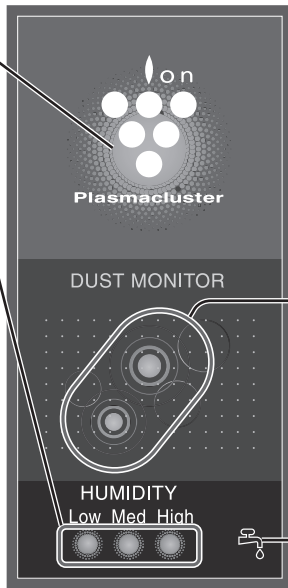 ion
Plasmacluster
DUST MONITOR
HUMIDITY
Low Med High